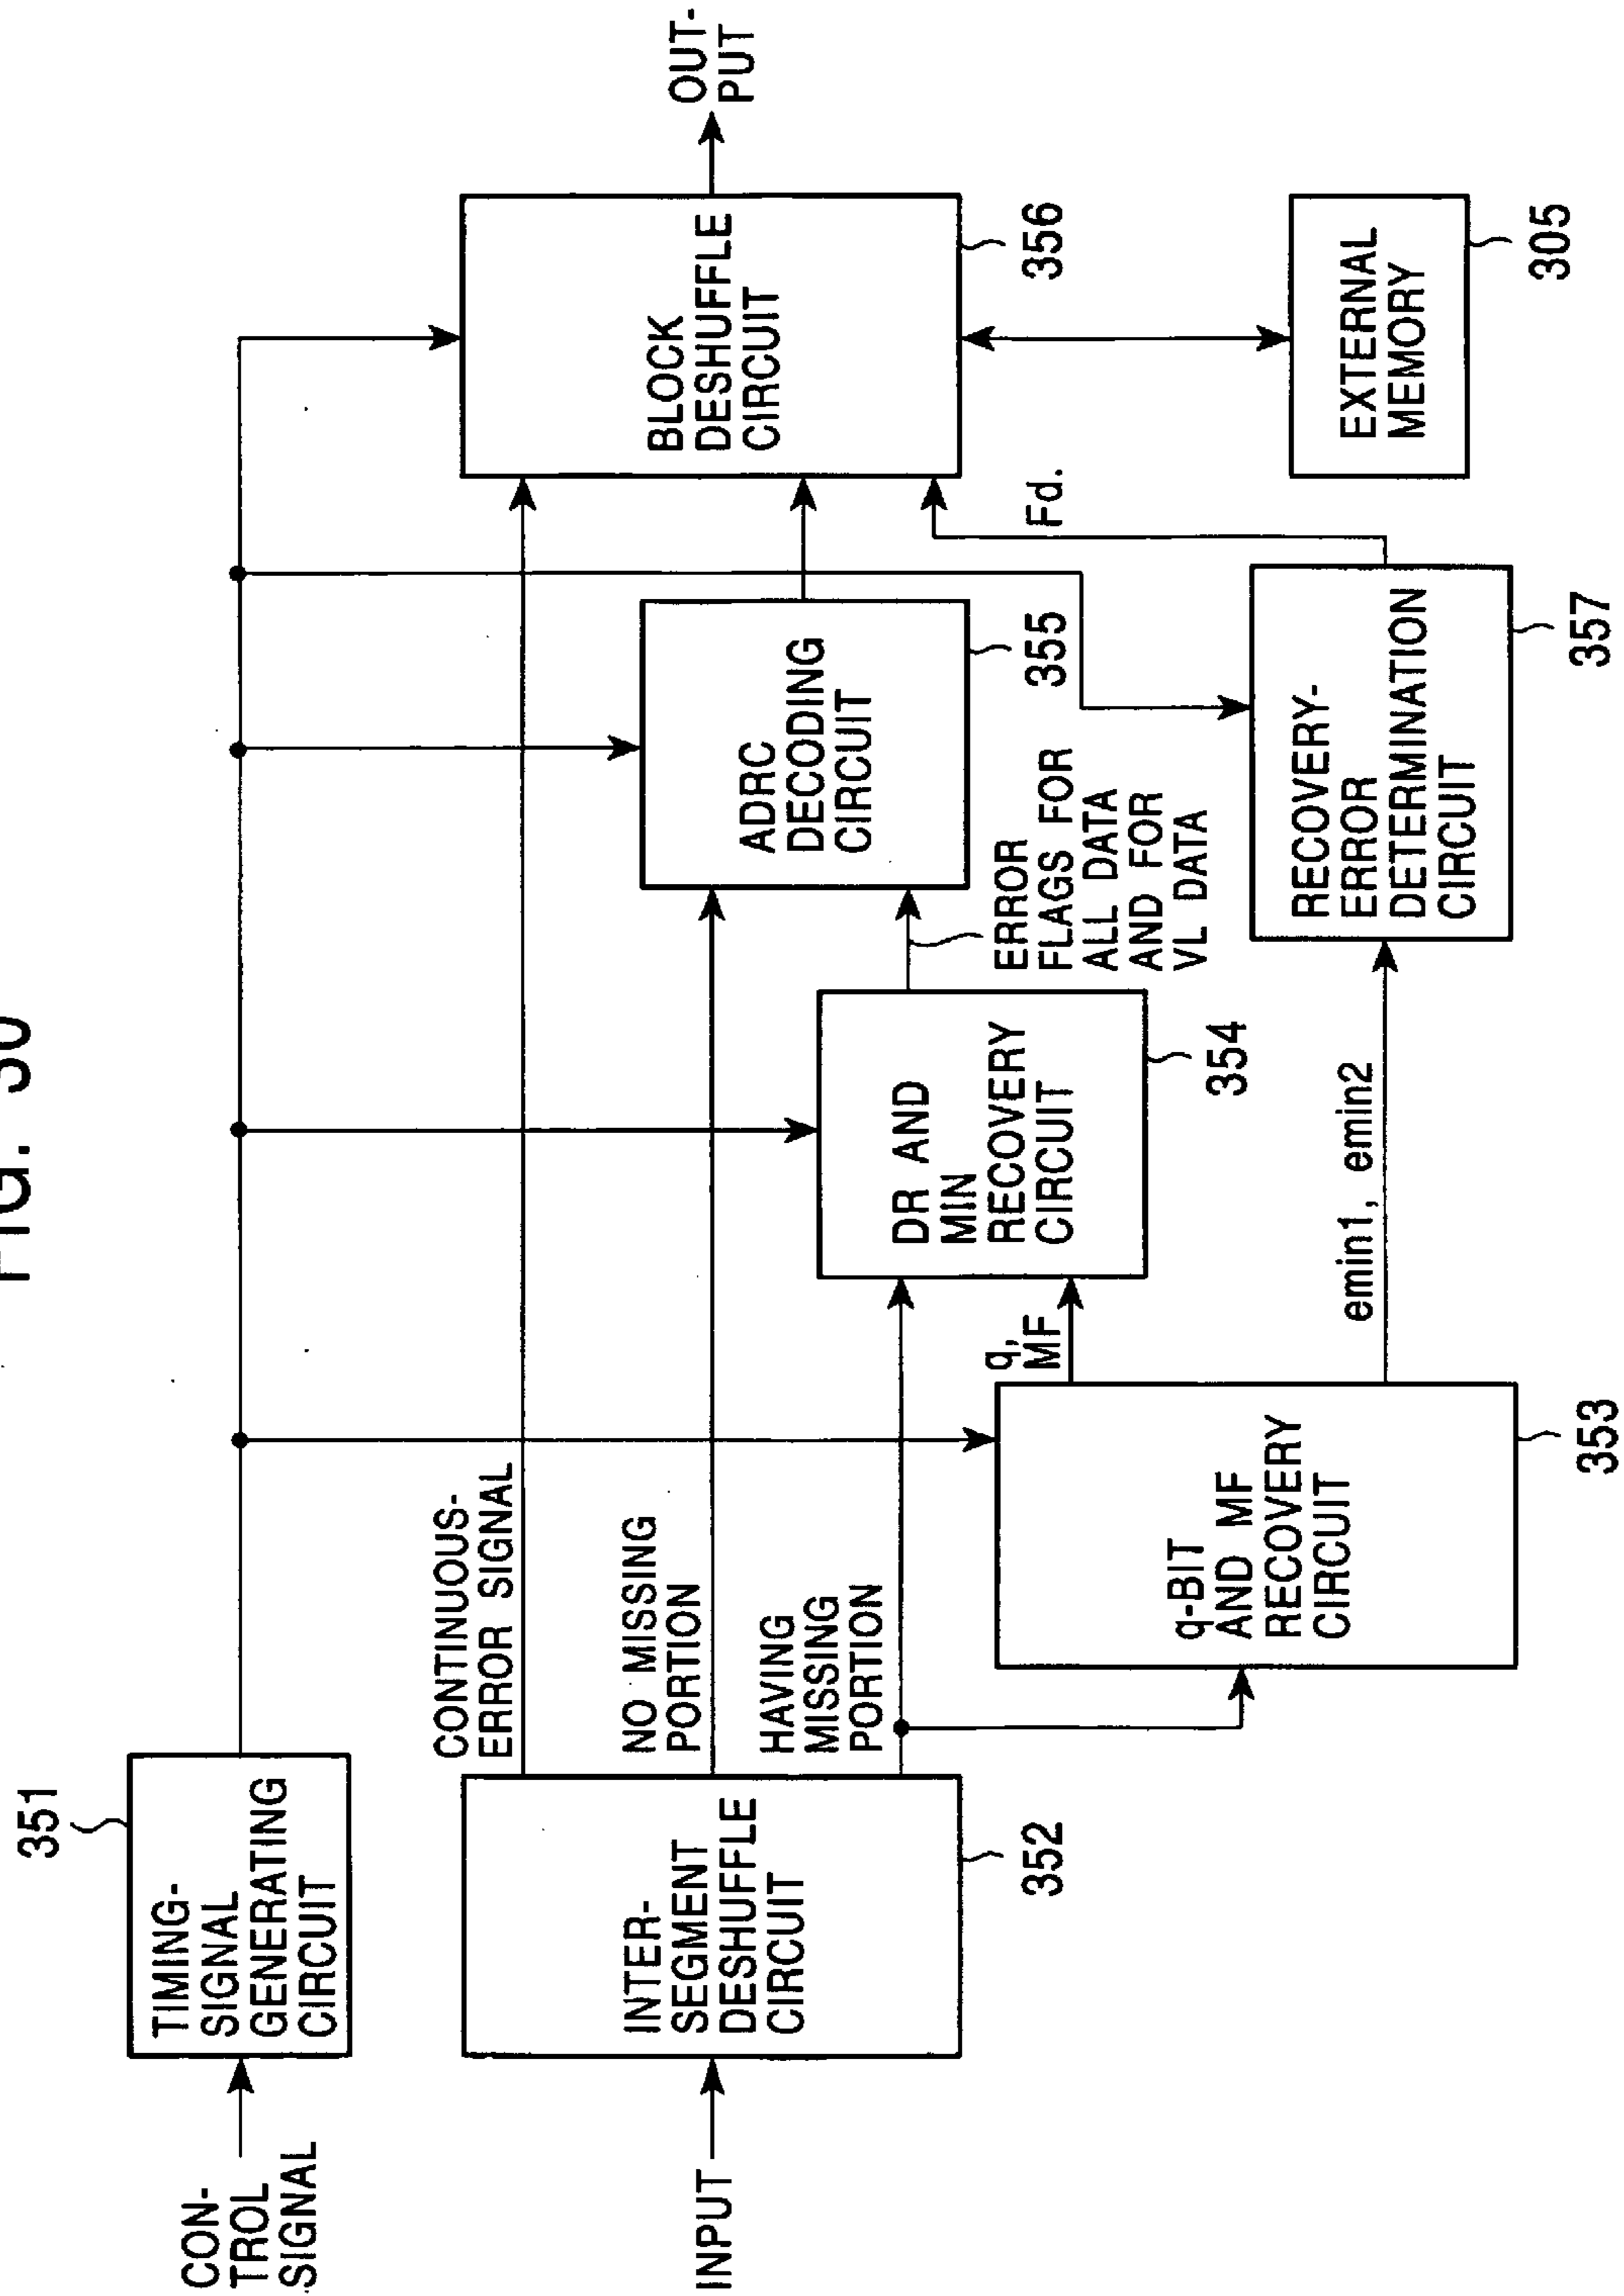 FIG. 30
CON-
TROL
SIGNAL
351
TIMING-
SIGNAL
GENERATING
CIRCUIT
INPUT
INTER-
SEGMENT
DESHUFFLE
CIRCUIT
352
CONTINUOUS-
ERROR SIGNAL
NO MISSING
PORTION
HAVING
MISSING
PORTION
q-BIT
AND MF
RECOVERY
CIRCUIT
353
q,
MF
emin1, emin2
DR AND
MIN
RECOVERY
CIRCUIT
354
ERROR
FLAGS FOR
ALL DATA
AND FOR
VL DATA
ADRC
DECODING
CIRCUIT
355
RECOVERY-
ERROR
DETERMINATION
CIRCUIT
357
Fd.
BLOCK
DESHUFFLE
CIRCUIT
356
EXTERNAL
MEMORY
305
OUT-
PUT